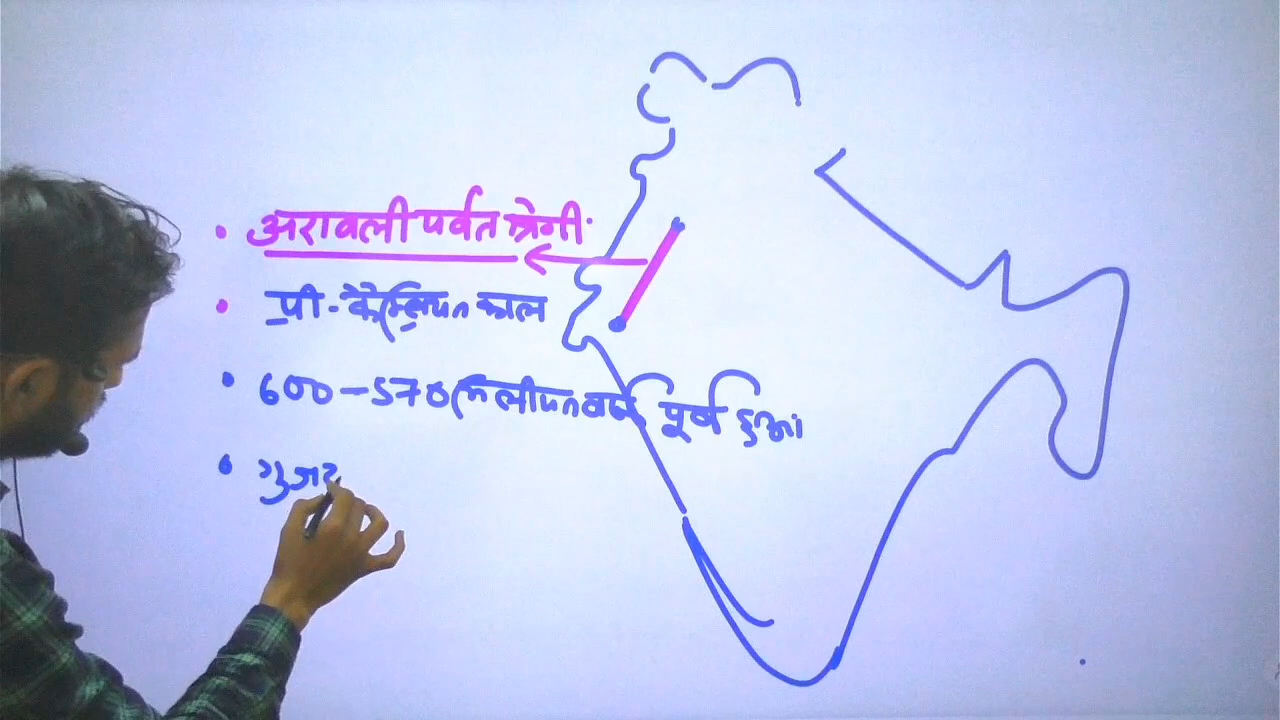 अरावली पर्वत श्रेणी
प्री-कैम्ब्रियन काल
600-570 मिलीयन वर्ष पूर्व हुआ
गुजर